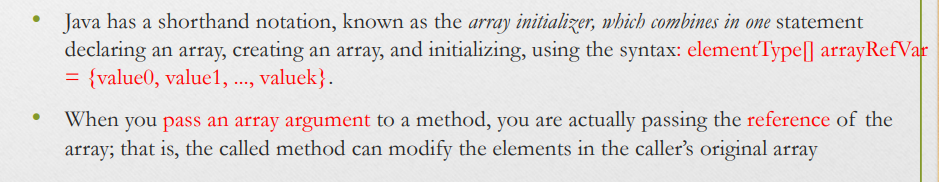 • Java has a shorthand notation, known as the array initializer, which combines in one statement
declaring an array, creating an array, and initializing, using the syntax: elementType[] arrayRefVar
= {value0, value1, ..., valuek}.
• When you pass an array argument to a method, you are actually passing the reference of the
array; that is, the called method can modify the elements in the caller's original array